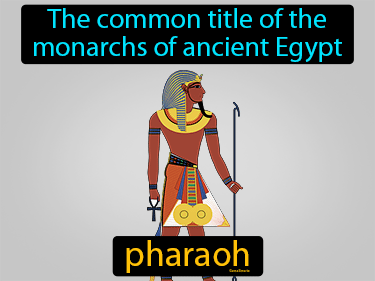 The common title of the
monarchs of ancient Egypt
pharaoh